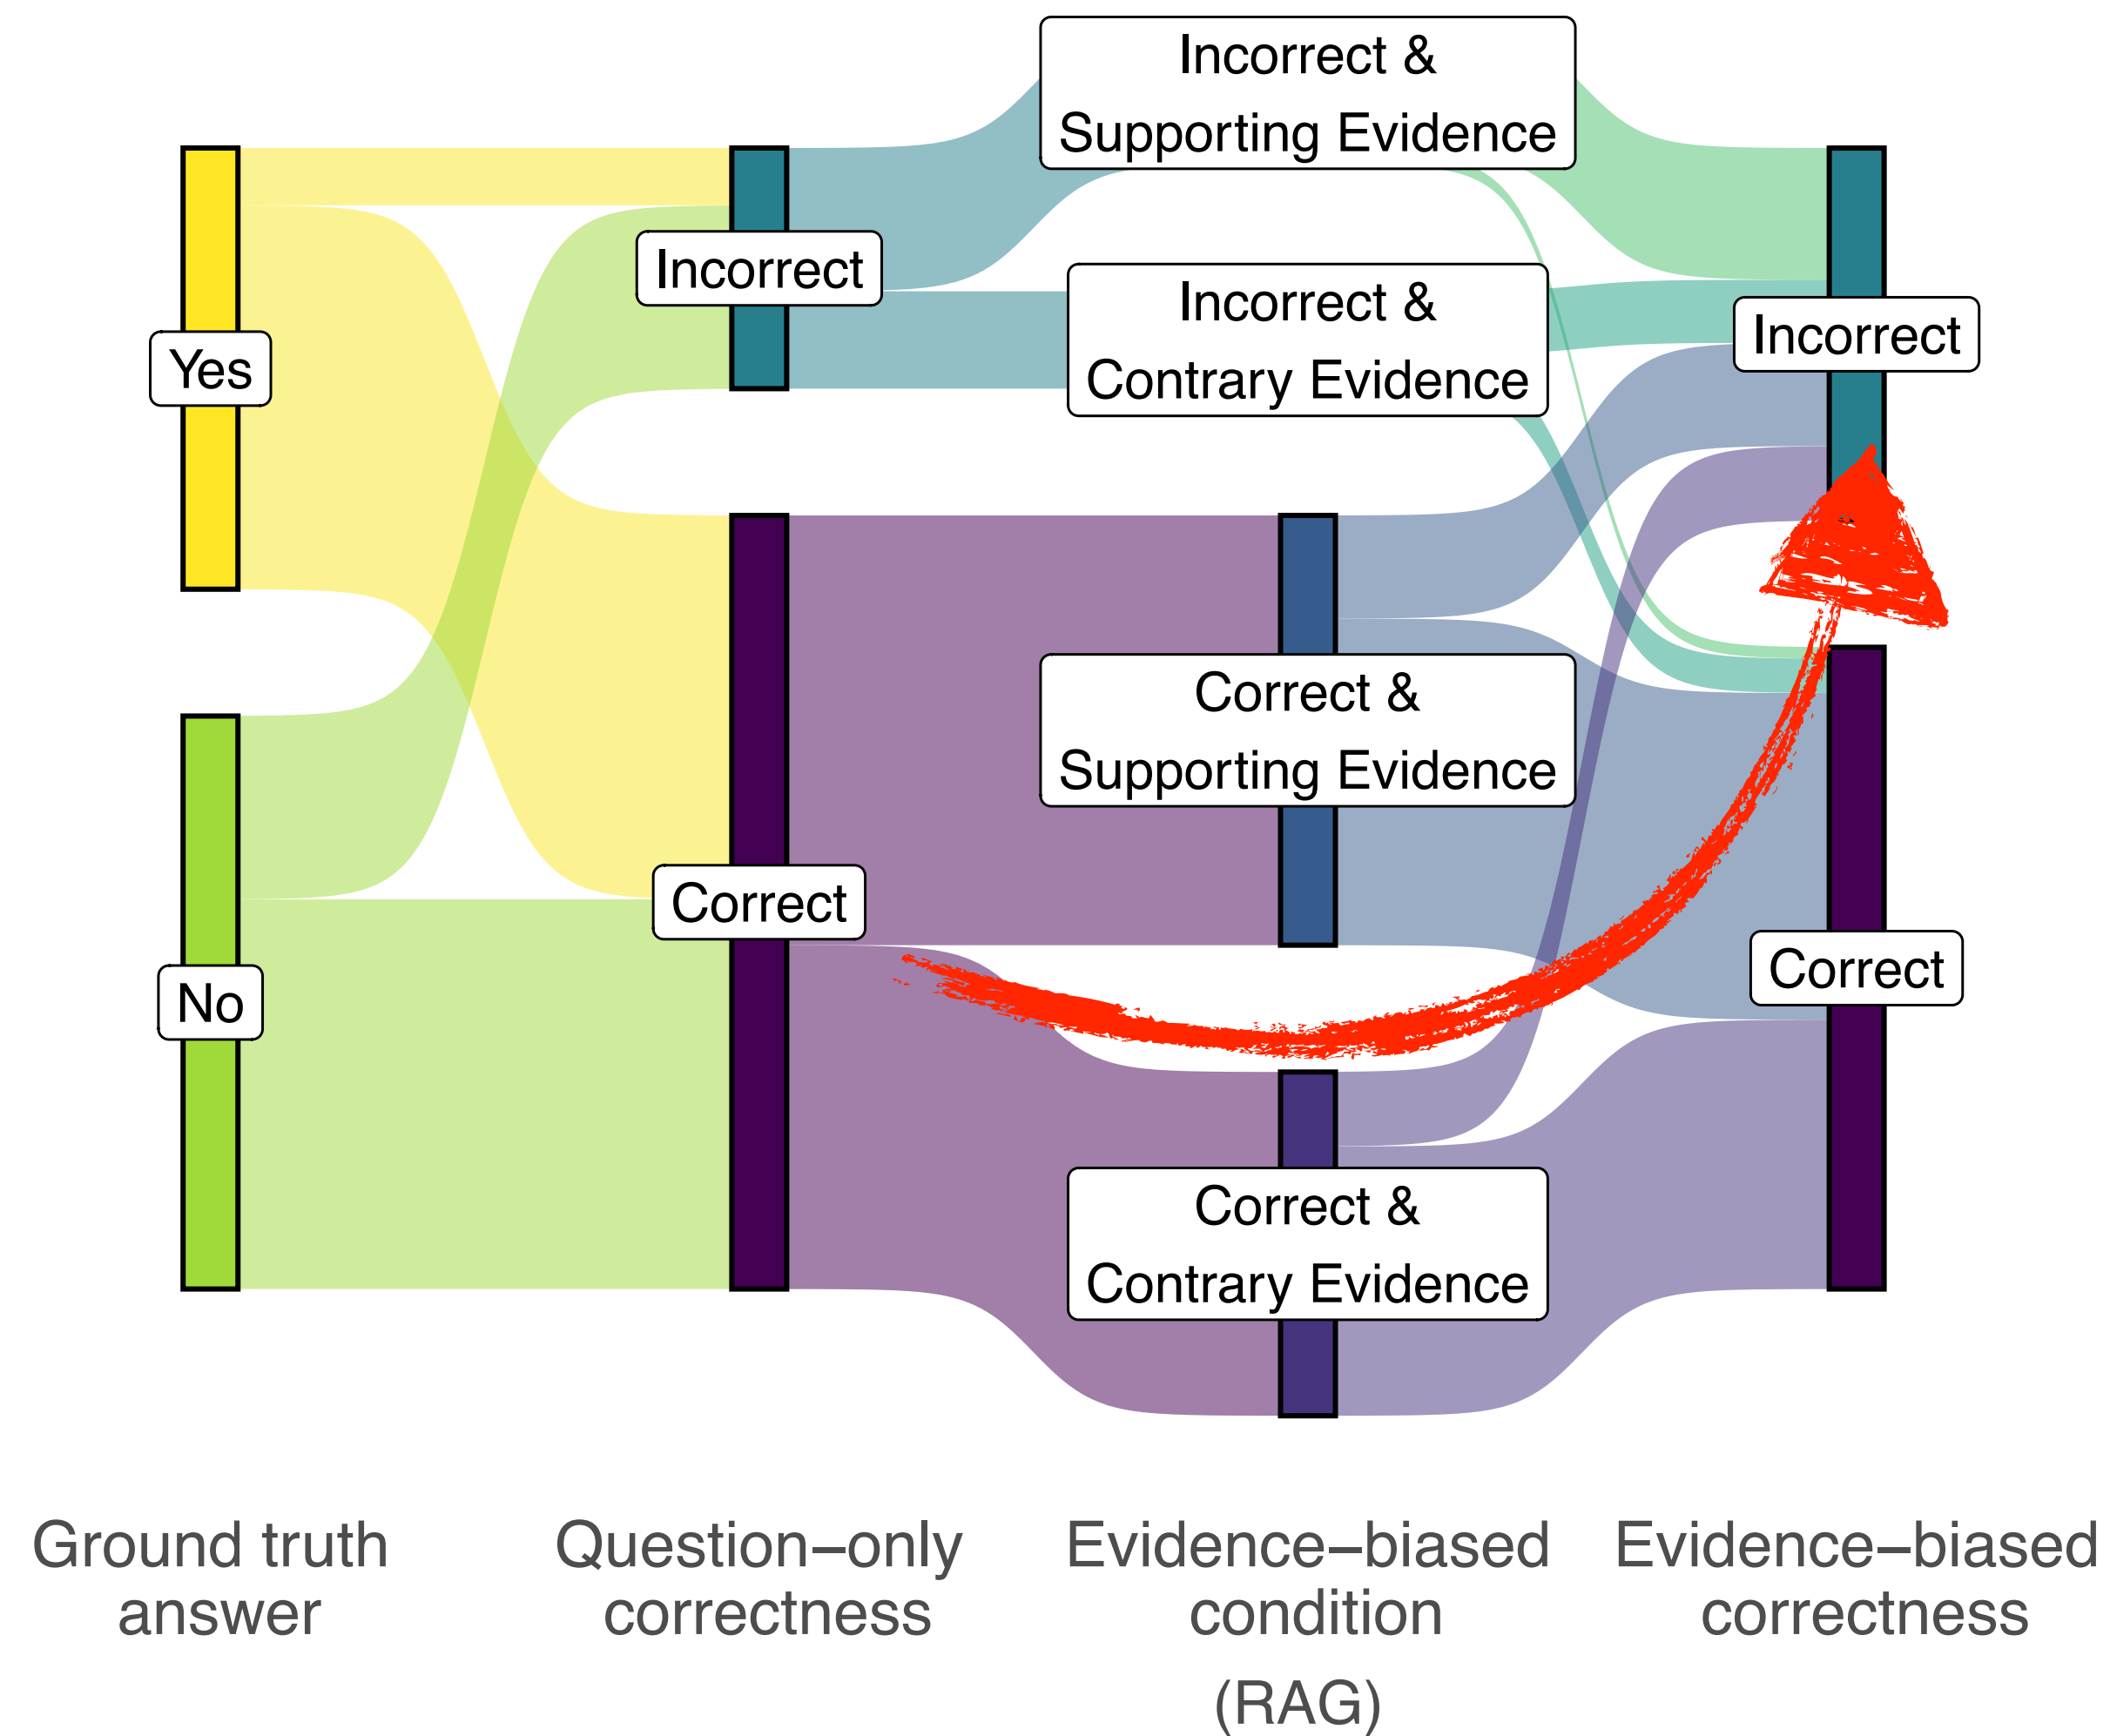 Incorrect &
Supporting Evidence
Incorrect
Incorrect &
Contrary Evidence
Incorrect
Yes
Correct &
Supporting Evidence
Correct
Correct
No
Correct &
Contrary Evidence
Ground truth
answer
Question–only
correctness
Evidence–biased
condition
(RAG)
Evidence–biased
correctness